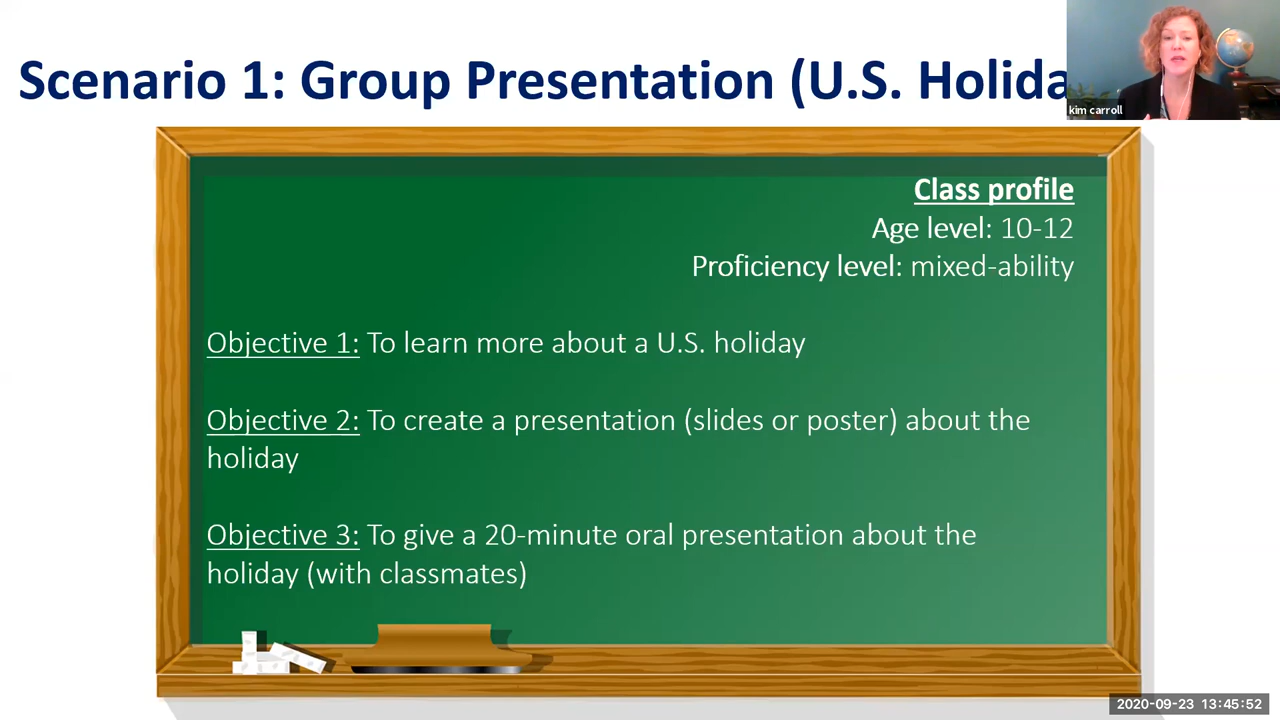 Scenario 1: Group Presentation (U.S. Holida
kim carroll
Class profile
Age level: 10-12
Proficiency level: mixed-ability
Objective 1: To learn more about a U.S. holiday
Objective 2: To create a presentation (slides or poster) about the
holiday
Objective 3: To give a 20-minute oral presentation about the
holiday (with classmates)
2020-09-23 13:45:52